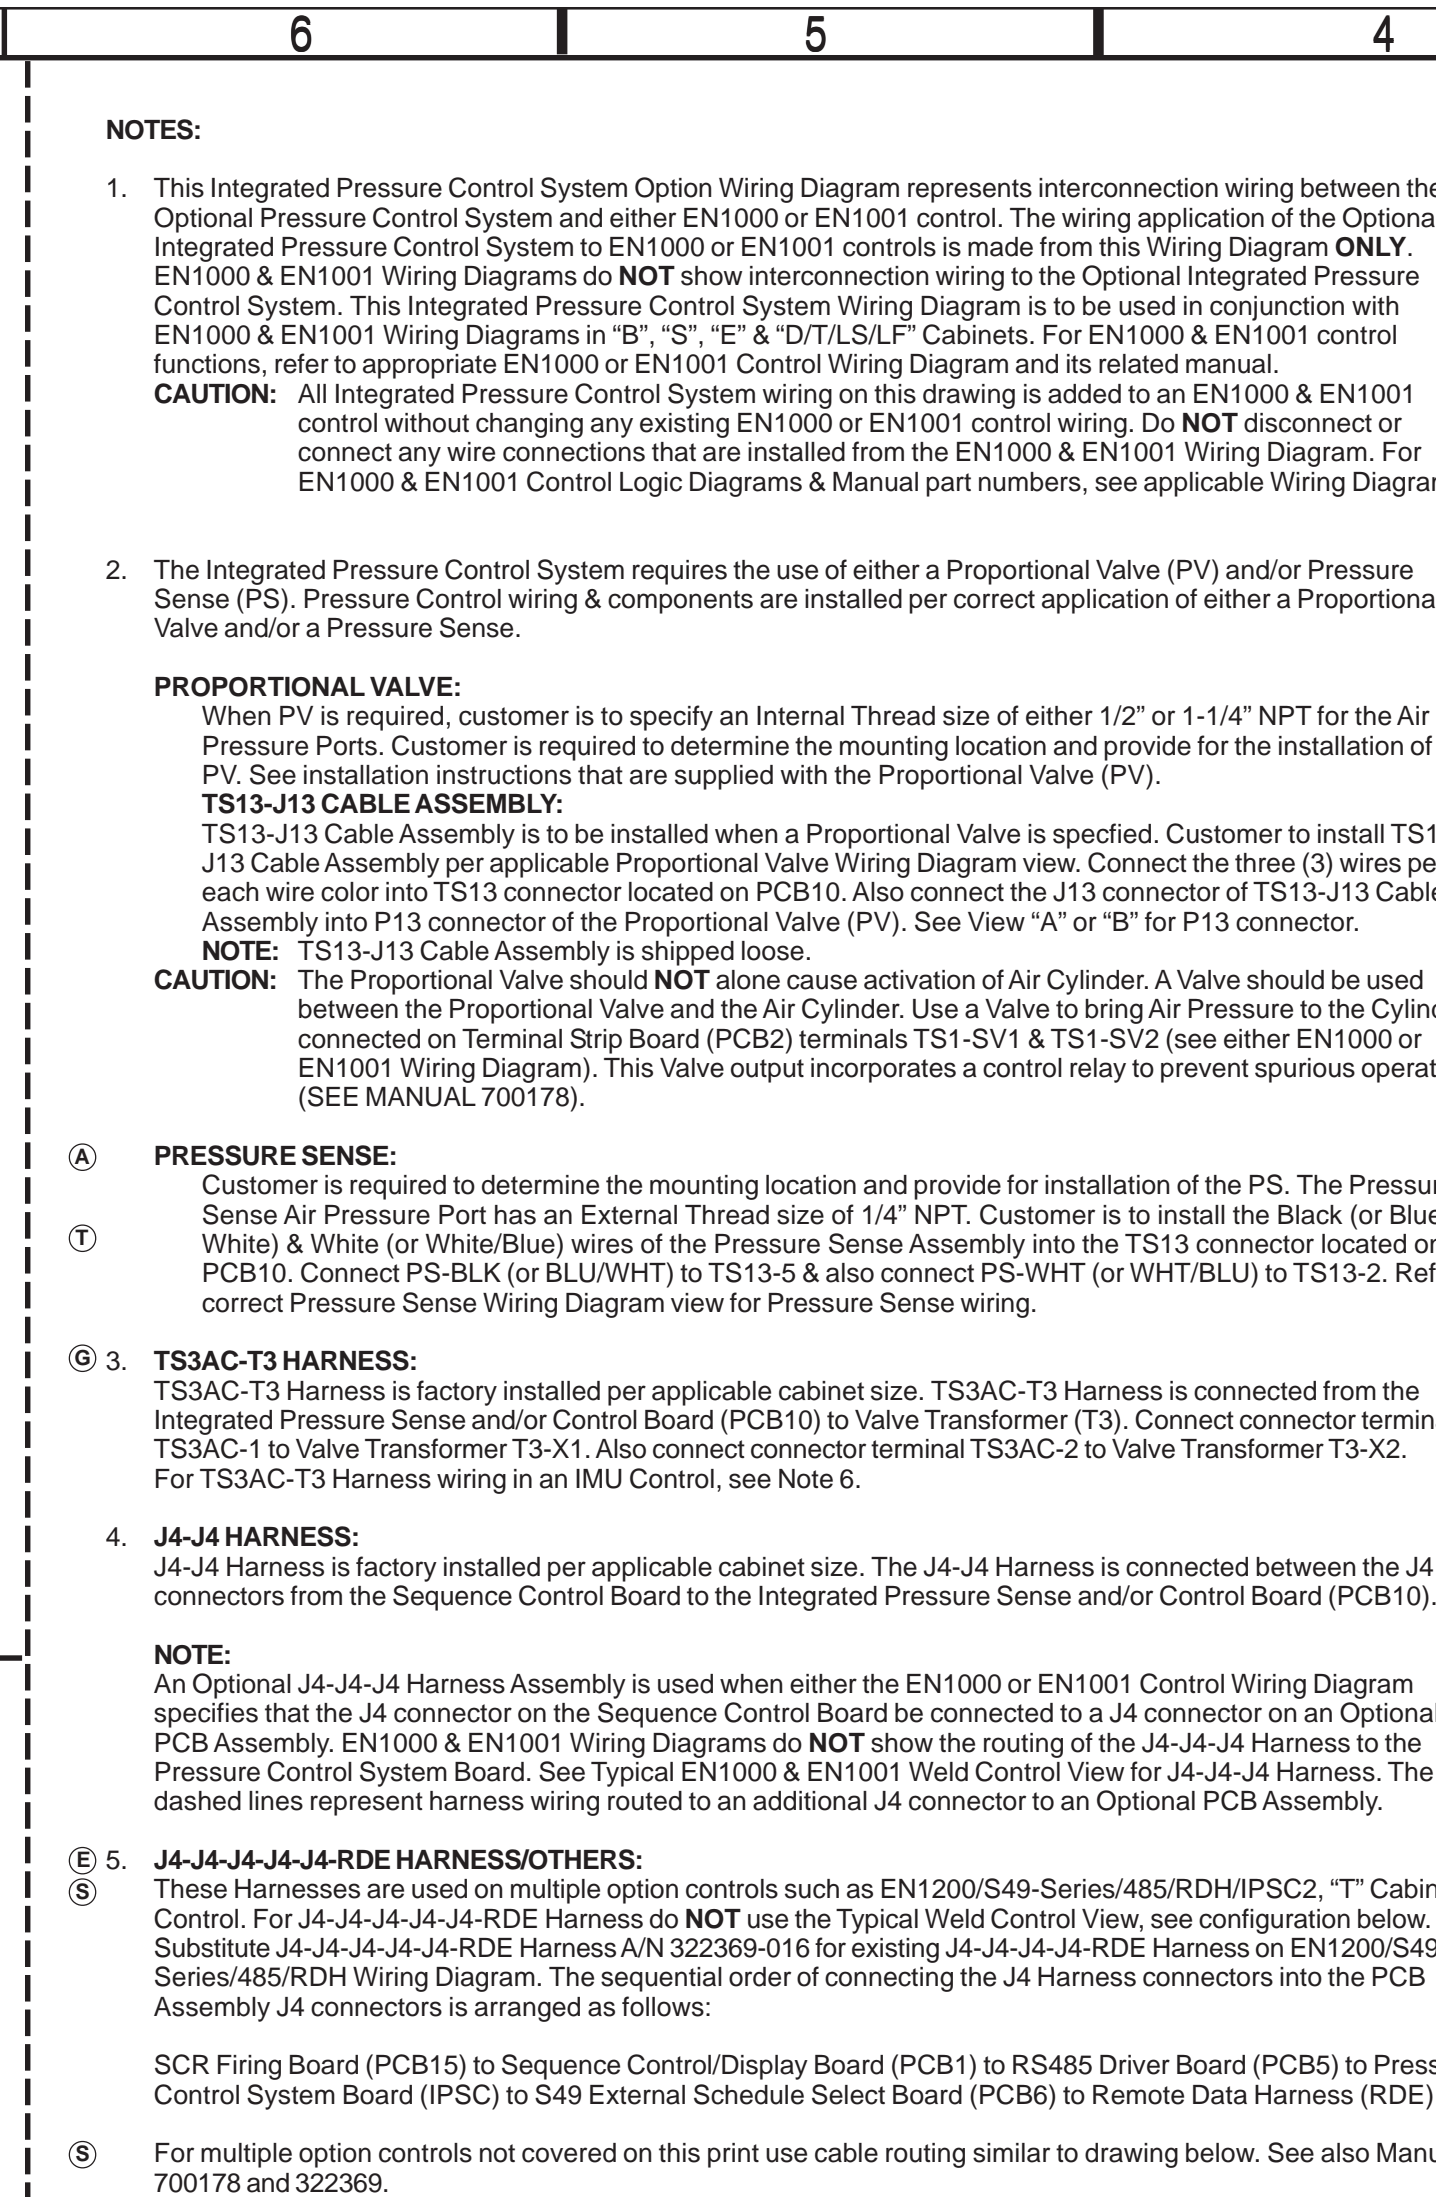 6 5 4
NOTES:
1. This Integrated Pressure Control System Option Wiring Diagram represents interconnection wiring between the
Optional Pressure Control System and either EN1000 or EN1001 control. The wiring application of the Optiona
Integrated Pressure Control System to EN1000 or EN1001 controls is made from this Wiring Diagram ONLY.
EN1000 & EN1001 Wiring Diagrams do NOT show interconnection wiring to the Optional Integrated Pressure
Control System. This Integrated Pressure Control System Wiring Diagram is to be used in conjunction with
EN1000 & EN1001 Wiring Diagrams in “B”, “S”, “E” & “D/T/LS/LF” Cabinets. For EN1000 & EN1001 control
functions, refer to appropriate EN1000 or EN1001 Control Wiring Diagram and its related manual.
CAUTION: All Integrated Pressure Control System wiring on this drawing is added to an EN1000 & EN1001
control without changing any existing EN1000 or EN1001 control wiring. Do NOT disconnect or
connect any wire connections that are installed from the EN1000 & EN1001 Wiring Diagram. For
EN1000 & EN1001 Control Logic Diagrams & Manual part numbers, see applicable Wiring Diagra
2. The Integrated Pressure Control System requires the use of either a Proportional Valve (PV) and/or Pressure
Sense (PS). Pressure Control wiring & components are installed per correct application of either a Proportiona
Valve and/or a Pressure Sense.
PROPORTIONAL VALVE:
When PV is required, customer is to specify an Internal Thread size of either 1/2” or 1-1/4” NPT for the Air
Pressure Ports. Customer is required to determine the mounting location and provide for the installation of
PV. See installation instructions that are supplied with the Proportional Valve (PV).
TS13-J13 CABLE ASSEMBLY:
TS13-J13 Cable Assembly is to be installed when a Proportional Valve is specfied. Customer to install TS1
J13 Cable Assembly per applicable Proportional Valve Wiring Diagram view. Connect the three (3) wires pe
each wire color into TS13 connector located on PCB10. Also connect the J13 connector of TS13-J13 Cable
Assembly into P13 connector of the Proportional Valve (PV). See View “A” or “B” for P13 connector.
NOTE: TS13-J13 Cable Assembly is shipped loose.
CAUTION: The Proportional Valve should NOT alone cause activation of Air Cylinder. A Valve should be used
between the Proportional Valve and the Air Cylinder. Use a Valve to bring Air Pressure to the Cylin
connected on Terminal Strip Board (PCB2) terminals TS1-SV1 & TS1-SV2 (see either EN1000 or
EN1001 Wiring Diagram). This Valve output incorporates a control relay to prevent spurious operat
(SEE MANUAL 700178).
A PRESSURE SENSE:
Customer is required to determine the mounting location and provide for installation of the PS. The Pressu
Sense Air Pressure Port has an External Thread size of 1/4” NPT. Customer is to install the Black (or Blue
T White) & White (or White/Blue) wires of the Pressure Sense Assembly into the TS13 connector located on
PCB10. Connect PS-BLK (or BLU/WHT) to TS13-5 & also connect PS-WHT (or WHT/BLU) to TS13-2. Ref
correct Pressure Sense Wiring Diagram view for Pressure Sense wiring.
G 3. TS3AC-T3 HARNESS:
TS3AC-T3 Harness is factory installed per applicable cabinet size. TS3AC-T3 Harness is connected from the
Integrated Pressure Sense and/or Control Board (PCB10) to Valve Transformer (T3). Connect connector termin
TS3AC-1 to Valve Transformer T3-X1. Also connect connector terminal TS3AC-2 to Valve Transformer T3-X2.
For TS3AC-T3 Harness wiring in an IMU Control, see Note 6.
4. J4-J4 HARNESS:
J4-J4 Harness is factory installed per applicable cabinet size. The J4-J4 Harness is connected between the J4
connectors from the Sequence Control Board to the Integrated Pressure Sense and/or Control Board (PCB10).
NOTE:
An Optional J4-J4-J4 Harness Assembly is used when either the EN1000 or EN1001 Control Wiring Diagram
specifies that the J4 connector on the Sequence Control Board be connected to a J4 connector on an Optional
PCB Assembly. EN1000 & EN1001 Wiring Diagrams do NOT show the routing of the J4-J4-J4 Harness to the
Pressure Control System Board. See Typical EN1000 & EN1001 Weld Control View for J4-J4-J4 Harness. The
dashed lines represent harness wiring routed to an additional J4 connector to an Optional PCB Assembly.
E 5. J4-J4-J4-J4-J4-RDE HARNESS/OTHERS:
S These Harnesses are used on multiple option controls such as EN1200/S49-Series/485/RDH/IPSC2, “T” Cabin
Control. For J4-J4-J4-J4-J4-RDE Harness do NOT use the Typical Weld Control View, see configuration below.
Substitute J4-J4-J4-J4-J4-RDE Harness A/N 322369-016 for existing J4-J4-J4-J4-RDE Harness on EN1200/S49
Series/485/RDH Wiring Diagram. The sequential order of connecting the J4 Harness connectors into the PCB
Assembly J4 connectors is arranged as follows:
SCR Firing Board (PCB15) to Sequence Control/Display Board (PCB1) to RS485 Driver Board (PCB5) to Press
Control System Board (IPSC) to S49 External Schedule Select Board (PCB6) to Remote Data Harness (RDE)
S For multiple option controls not covered on this print use cable routing similar to drawing below. See also Manu
700178 and 322369.